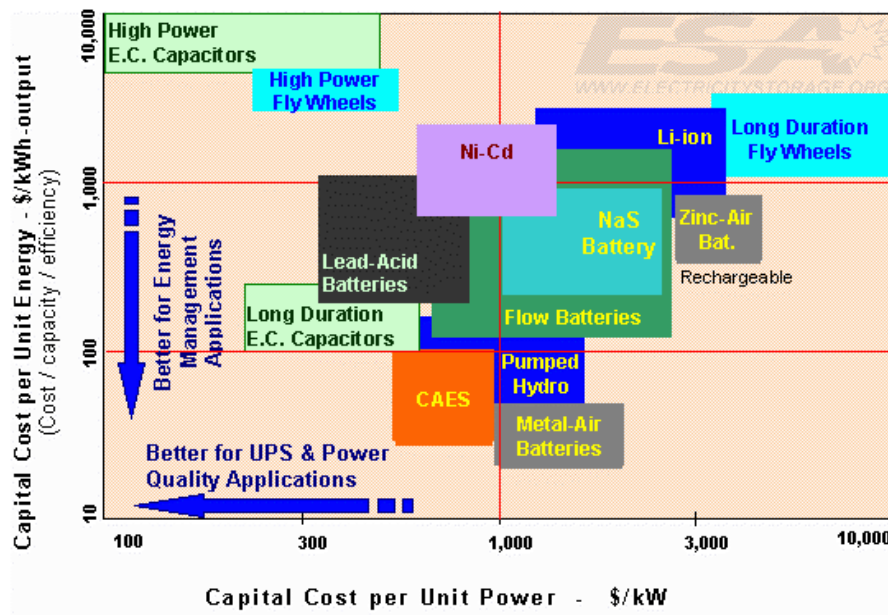 10,000
High Power
E.C. Capacitors
High Power
Fly Wheels
ESA
WWW.ELECTRICITYSTORAGE.ORG
Ni-Cd
Li-ion
Long Duration
Fly Wheels
1,000
Lead-Acid
Batteries
NaS
Battery
Zinc-Air
Bat.
Rechargeable
Long Duration
E.C. Capacitors
Flow Batteries
100
CAES
Pumped
Hydro
Metal-Air
Batteries
10
Capital Cost per Unit Energy - $/kWh-output
(Cost / capacity / efficiency)
Better for Energy
Management
Applications
Better for UPS & Power
Quality Applications
100
300
1,000
3,000
10,000
Capital Cost per Unit Power - $/kW